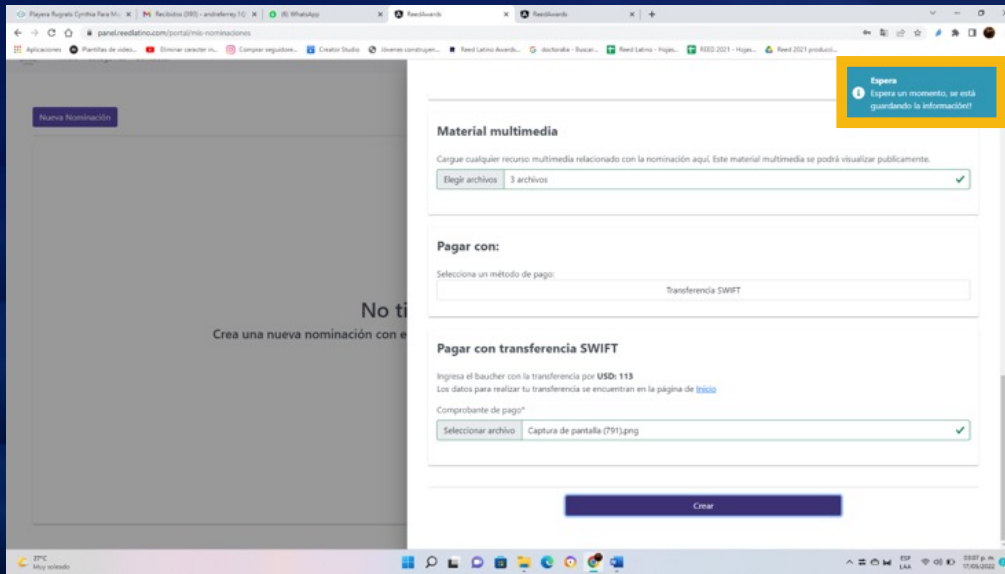 Playera Rugrats Cynthia Para Mu
(6) WhatsApp
ReedAwards
ReedAwards
panel.reedlatino.com/portal/mis-nominaciones
Aplicaciones
Plantillas de video...
Eliminar caracter in...
Comprar seguidore...
Creator Studio
Jóvenes construyen...
Reed Latino Awards...
doctoralia - Buscar...
Reed Latino - Hojas...
REED 2021 - Hojas...
Reed 2021 producci...
Espera
Espera un momento, se está
guardando la información!!
Nueva Nominación
Material multimedia
Cargue cualquier recurso multimedia relacionado con la nominación aquí. Este material multimedia se podrá visualizar publicamente.
Elegir archivos 3 archivos
Pagar con:
Selecciona un método de pago:
Transferencia SWIFT
No ti
Crea una nueva nominación con e
Pagar con transferencia SWIFT
Ingresa el baucher con la transferencia por USD: 113
Los datos para realizar tu transferencia se encuentran en la página de Inicio
Comprobante de pago*
Seleccionar archivo Captura de pantalla (791).png
Crear
27°C
Muy soleado
ESP
LAA
03:07 p. m.
17/05/2022